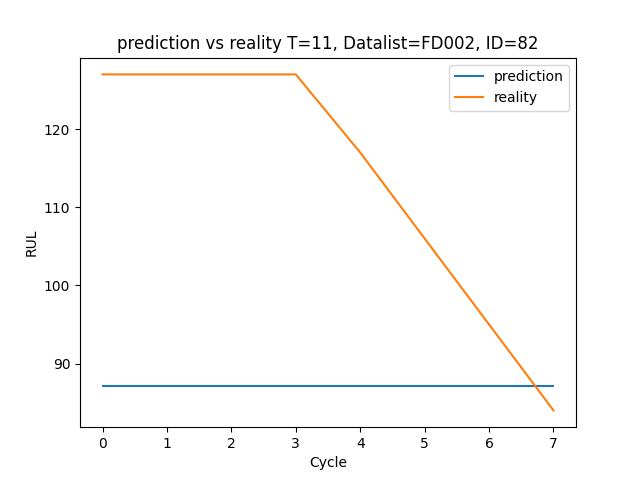 prediction vs reality T=11, Datalist=FD002, ID=82
prediction
reality
120
110
100
90
RUL
0 1 2 3 4 5 6 7
Cycle